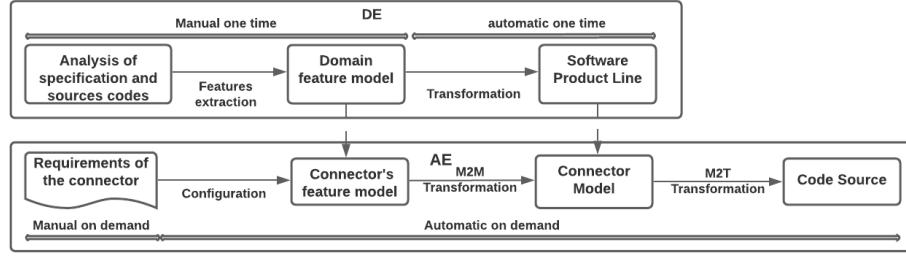 DE
Manual one time
automatic one time
Analysis of
specification and
sources codes
Features
extraction
Domain
feature model
Transformation
Software
Product Line
AE
Requirements of
the connector
Configuration
Connector's
feature model
M2M
Transformation
Connector
Model
M2T
Transformation
Code Source
Manual on demand
Automatic on demand